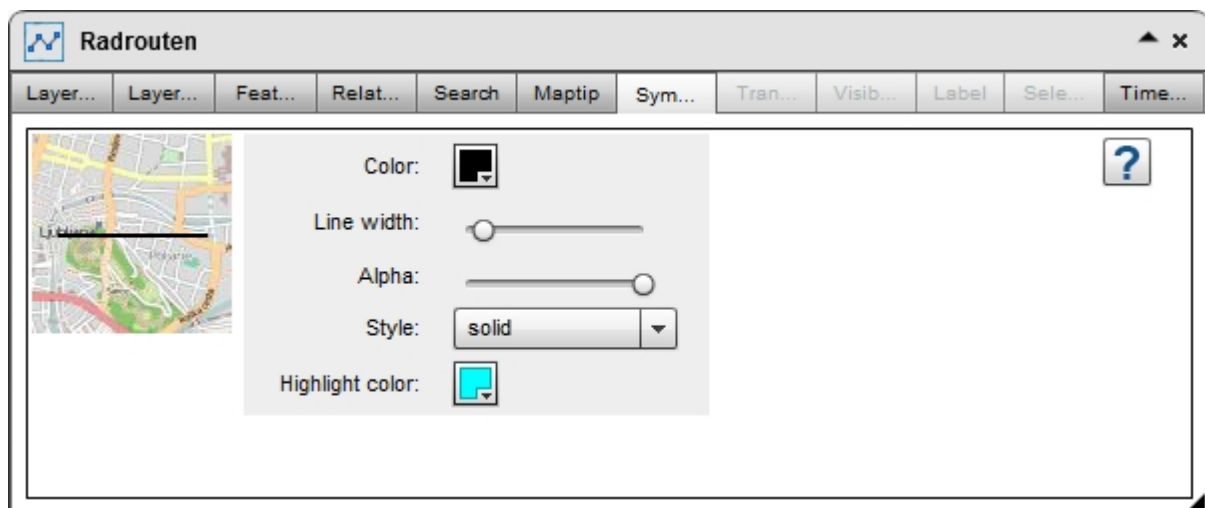 Radrouten
Layer... Layer... Feat... Relat... Search Maptip Sym... Tran... Visib... Label Sele... Time...
Color:
?
Line width:
Alpha:
Style: solid
Highlight color: